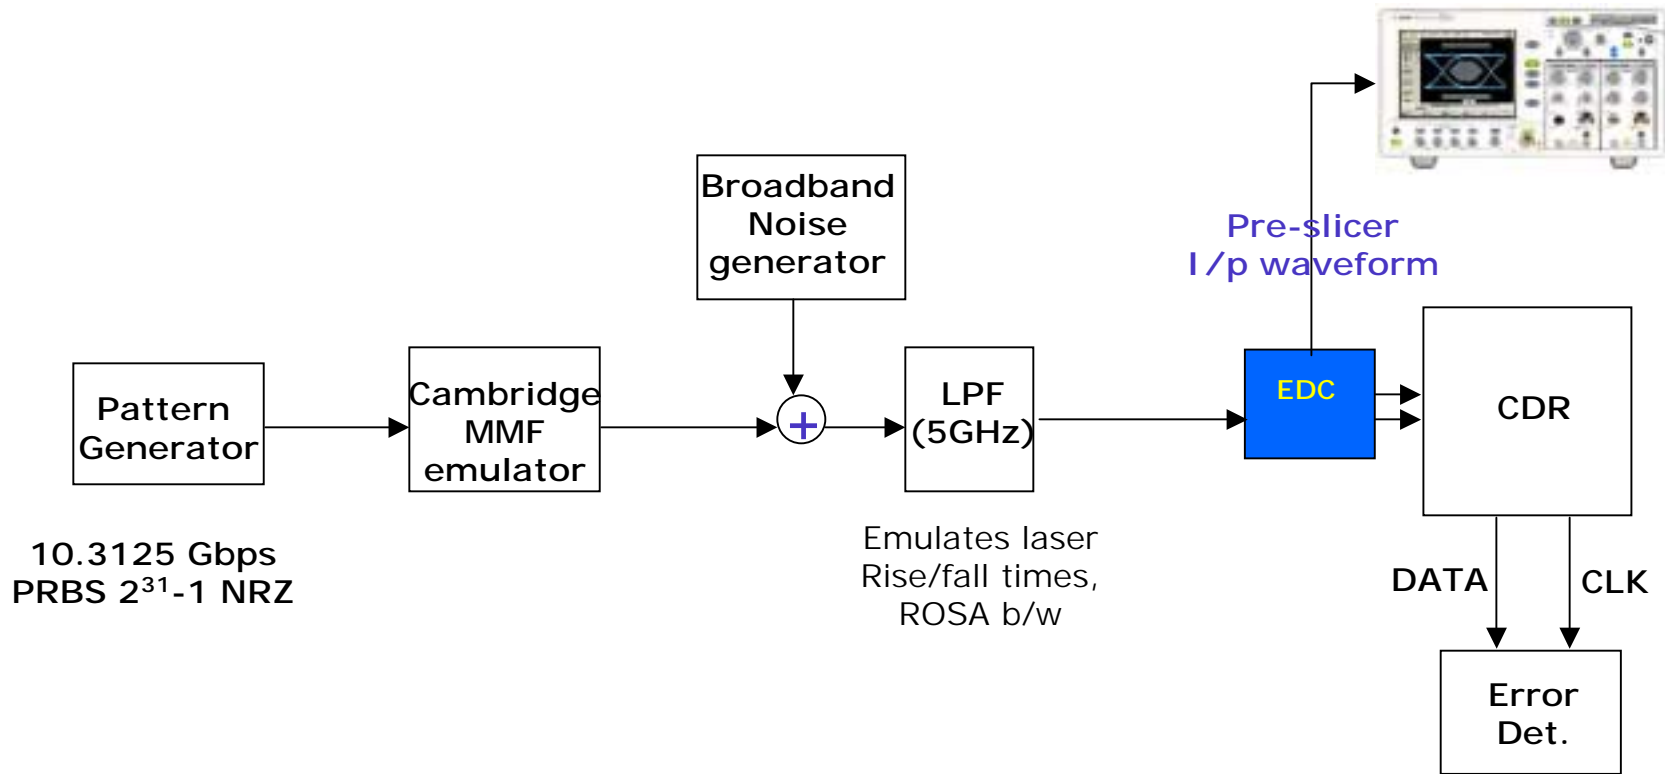 Broadband
Noise
generator
Pre-slicer
I/p waveform
Pattern
Generator
Cambridge
MMF
emulator
+
LPF
(5GHz)
EDC
CDR
10.3125 Gbps
PRBS 2³¹-1 NRZ
Emulates laser
Rise/fall times,
ROSA b/w
DATA
CLK
Error
Det.